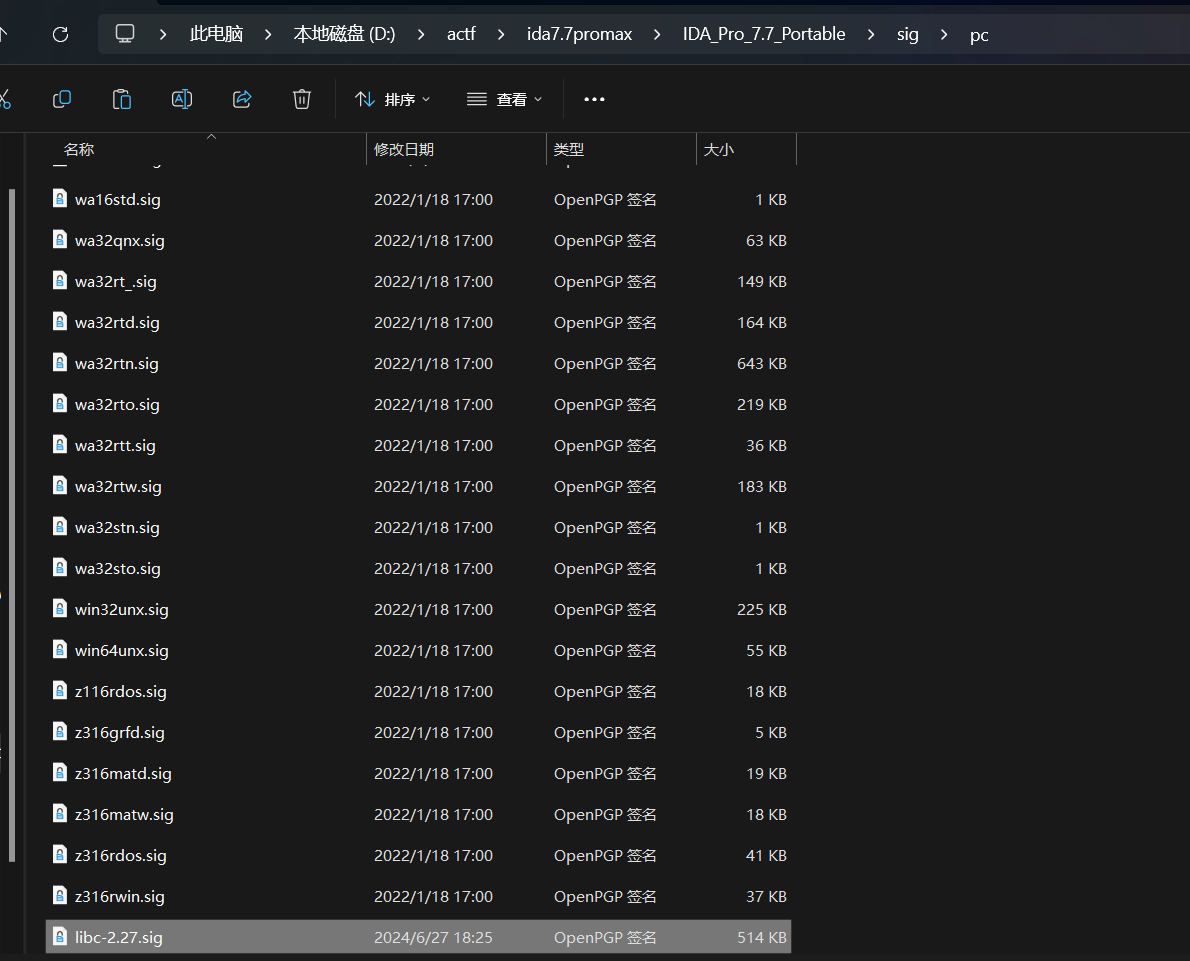 此电脑 > 本地磁盘 (D:) > actf > ida7.7promax > IDA_Pro_7.7_Portable > sig > pc
排序 查看
名称 修改日期 类型 大小
wa16std.sig 2022/1/18 17:00 OpenPGP 签名 1 KB
wa32qnx.sig 2022/1/18 17:00 OpenPGP 签名 63 KB
wa32rt_.sig 2022/1/18 17:00 OpenPGP 签名 149 KB
wa32rtd.sig 2022/1/18 17:00 OpenPGP 签名 164 KB
wa32rtn.sig 2022/1/18 17:00 OpenPGP 签名 643 KB
wa32rto.sig 2022/1/18 17:00 OpenPGP 签名 219 KB
wa32rtt.sig 2022/1/18 17:00 OpenPGP 签名 36 KB
wa32rtw.sig 2022/1/18 17:00 OpenPGP 签名 183 KB
wa32stn.sig 2022/1/18 17:00 OpenPGP 签名 1 KB
wa32sto.sig 2022/1/18 17:00 OpenPGP 签名 1 KB
win32unx.sig 2022/1/18 17:00 OpenPGP 签名 225 KB
win64unx.sig 2022/1/18 17:00 OpenPGP 签名 55 KB
z116rdos.sig 2022/1/18 17:00 OpenPGP 签名 18 KB
z316grfd.sig 2022/1/18 17:00 OpenPGP 签名 5 KB
z316matd.sig 2022/1/18 17:00 OpenPGP 签名 19 KB
z316matw.sig 2022/1/18 17:00 OpenPGP 签名 18 KB
z316rdos.sig 2022/1/18 17:00 OpenPGP 签名 41 KB
z316rwin.sig 2022/1/18 17:00 OpenPGP 签名 37 KB
libc-2.27.sig 2024/6/27 18:25 OpenPGP 签名 514 KB